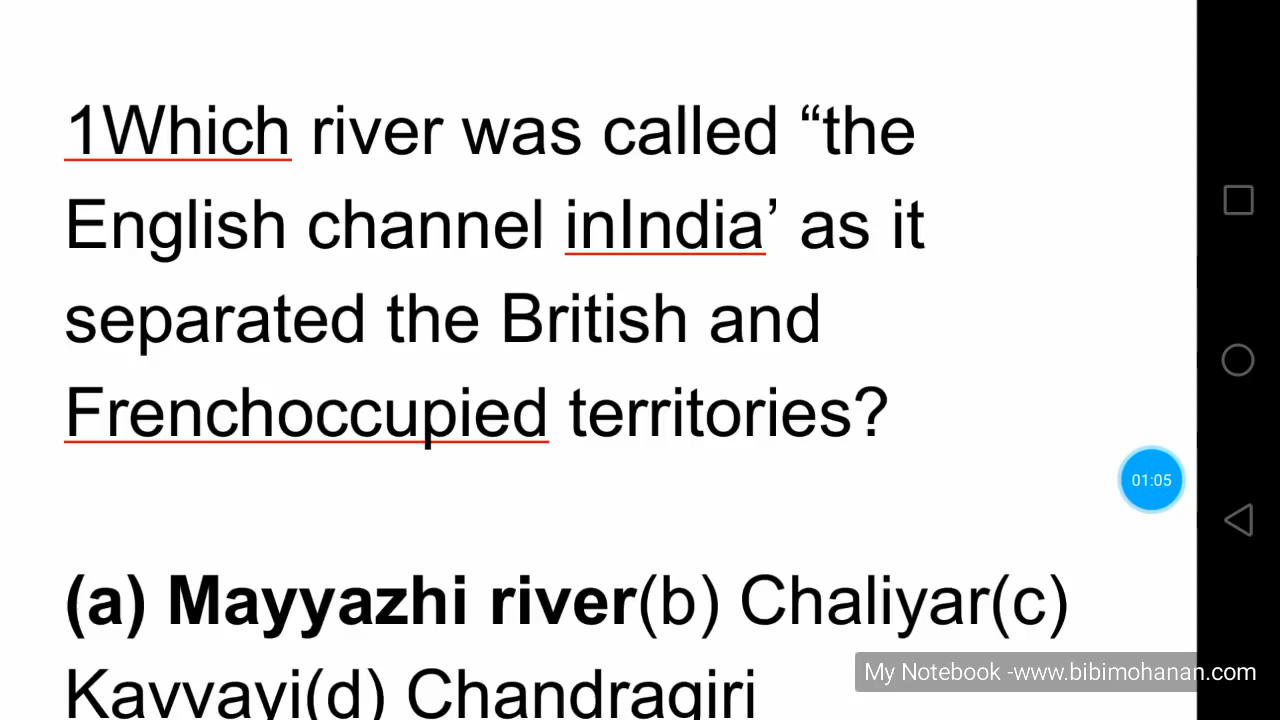 1Which river was called “the
English channel inIndia’ as it
separated the British and
Frenchoccupied territories?
01:05
(a) Mayyazhi river(b) Chaliyar(c)
Kavvayi(d) Chandragiri
My Notebook -www.bibimohanan.com